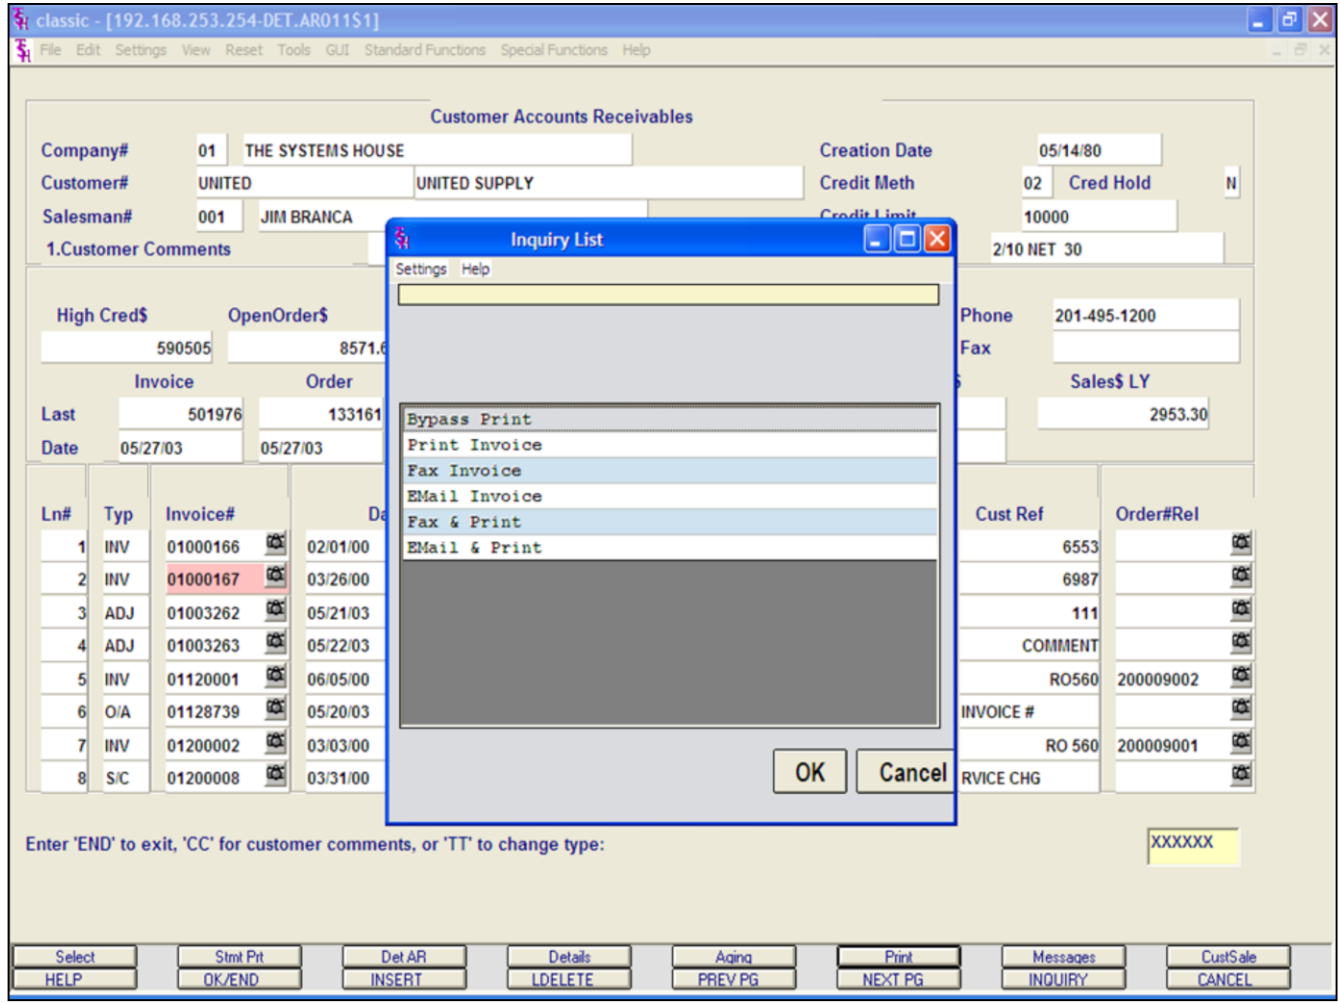 classic - [192.168.253.254-DET.AR011S1]
File Edit Settings View Reset Tools GUI Standard Functions Special Functions Help
Customer Accounts Receivables
Company# 01 THE SYSTEMS HOUSE Creation Date 05/14/80
Customer# UNITED UNITED SUPPLY Credit Meth 02 Cred Hold N
Salesman# 001 JIM BRANCA Credit Limit 10000
1.Customer Comments 2/10 NET 30
Inquiry List
Settings Help
High Cred$ OpenOrder$ Phone 201-495-1200
590505 8571.6 Fax
Invoice Order $ Sales$ LY
Last 501976 133161 2953.30
Date 05/27/03 05/27/03
Bypass Print
Print Invoice
Fax Invoice
EMail Invoice
Fax & Print
EMail & Print
Ln# Typ Invoice# Da Cust Ref Order#Rel
1 INV 01000166 02/01/00 6553
2 INV 01000167 03/26/00 6987
3 ADJ 01003262 05/21/03 111
4 ADJ 01003263 05/22/03 COMMENT
5 INV 01120001 06/05/00 RO560 200009002
6 O/A 01128739 05/20/03 INVOICE #
7 INV 01200002 03/03/00 RO 560 200009001
8 S/C 01200008 03/31/00 RVICE CHG
OK Cancel
Enter 'END' to exit, 'CC' for customer comments, or 'TT' to change type: XXXXXX
Select Stmt Prt Det AR Details Aging Print Messages CustSale
HELP OK/END INSERT LDELETE PREV PG NEXT PG INQUIRY CANCEL